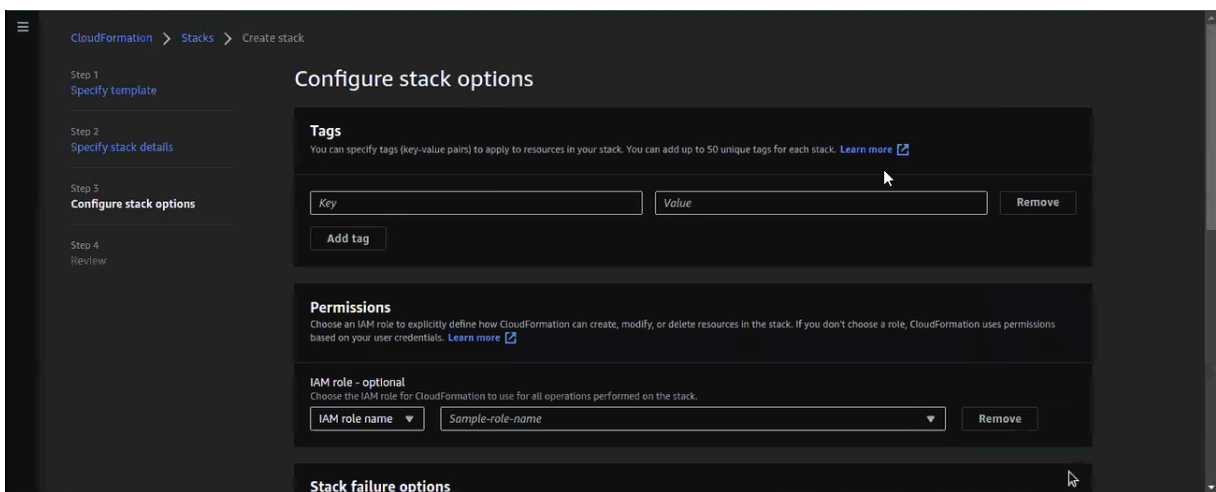 CloudFormation > Stacks > Create stack
Step 1
Specify template
Step 2
Specify stack details
Step 3
Configure stack options
Step 4
Review
Configure stack options
Tags
You can specify tags (key-value pairs) to apply to resources in your stack. You can add up to 50 unique tags for each stack. Learn more
Key
Value
Remove
Add tag
Permissions
Choose an IAM role to explicitly define how CloudFormation can create, modify, or delete resources in the stack. If you don't choose a role, CloudFormation uses permissions
based on your user credentials. Learn more
IAM role - optional
Choose the IAM role for CloudFormation to use for all operations performed on the stack.
IAM role name
Sample-role-name
Remove
Stack failure options